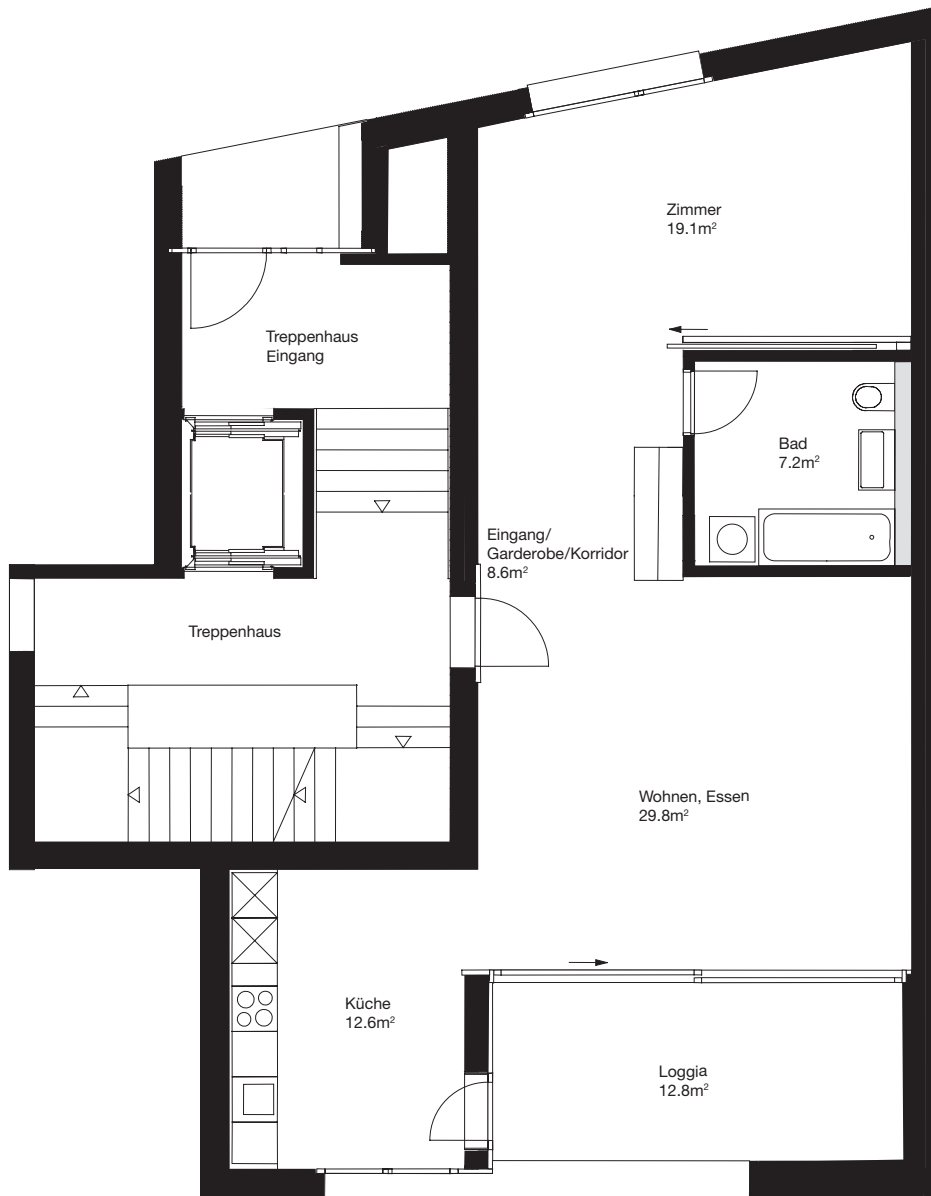 Zimmer
19.1m²
Treppenhaus
Eingang
Bad
7.2m²
Eingang/
Garderobe/Korridor
8.6m²
Treppenhaus
Wohnen, Essen
29.8m²
Küche
12.6m²
Loggia
12.8m²